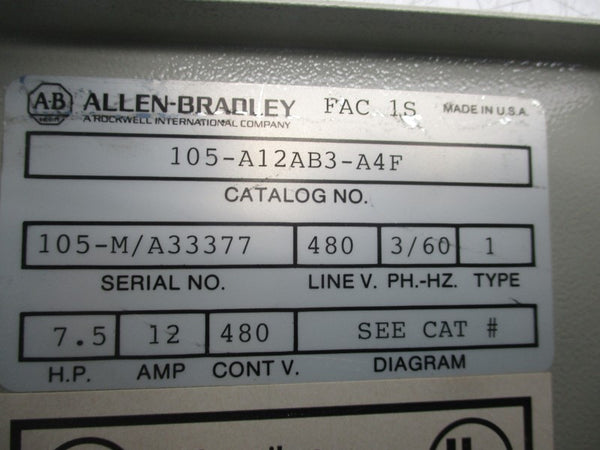 A-B ALLEN-BRADLEY FAC 1S MADE IN U.S.A.
A ROCKWELL INTERNATIONAL COMPANY
105-A12AB3-A4F
CATALOG NO.
105-M/A33377 480 3/60 1
SERIAL NO. LINE V. PH.-HZ. TYPE
7.5 12 480 SEE CAT #
H.P. AMP CONT V. DIAGRAM